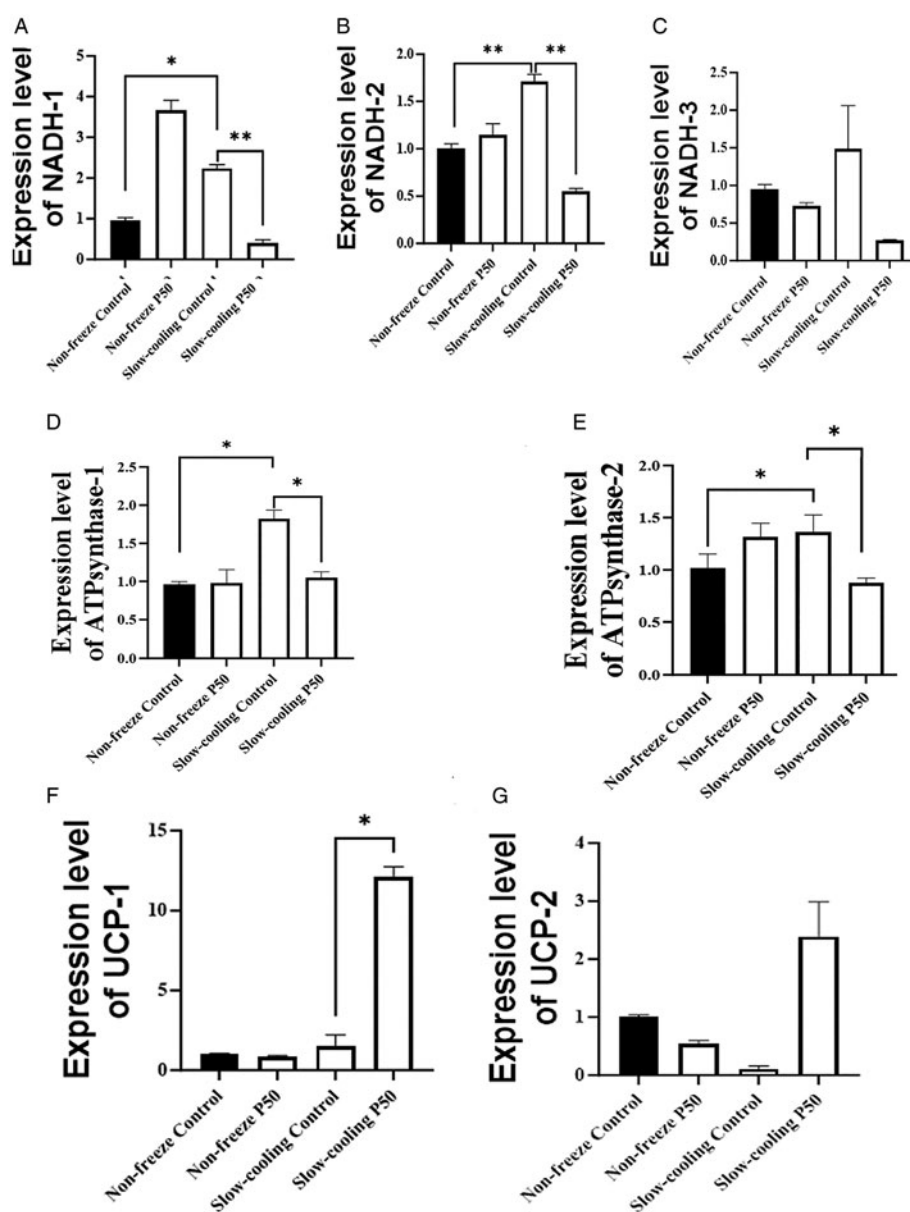 A
Expression level
of NADH-1
5
4
3
2
1
0
*
**
Non-freeze Control
Non-freeze P50
Slow-cooling Control
Slow-cooling P50
B
Expression level
of NADH-2
2.0
1.5
1.0
0.5
0.0
**
**
Non-freeze Control
Non-freeze P50
Slow-cooling Control
Slow-cooling P50
C
Expression level
of NADH-3
2.5
2.0
1.5
1.0
0.5
0.0
Non-freeze Control
Non-freeze P50
Slow-cooling Control
Slow-cooling P50
D
Expression level
of ATPsynthase-1
2.5
2.0
1.5
1.0
0.5
0.0
*
*
Non-freeze Control
Non-freeze P50
Slow-cooling Control
Slow-cooling P50
E
Expression level
of ATPsynthase-2
2.0
1.5
1.0
0.5
0.0
*
*
Non-freeze Control
Non-freeze P50
Slow-cooling Control
Slow-cooling P50
F
Expression level
of UCP-1
15
10
5
0
*
Non-freeze Control
Non-freeze P50
Slow-cooling Control
Slow-cooling P50
G
Expression level
of UCP-2
4
3
2
1
0
Non-freeze Control
Non-freeze P50
Slow-cooling Control
Slow-cooling P50